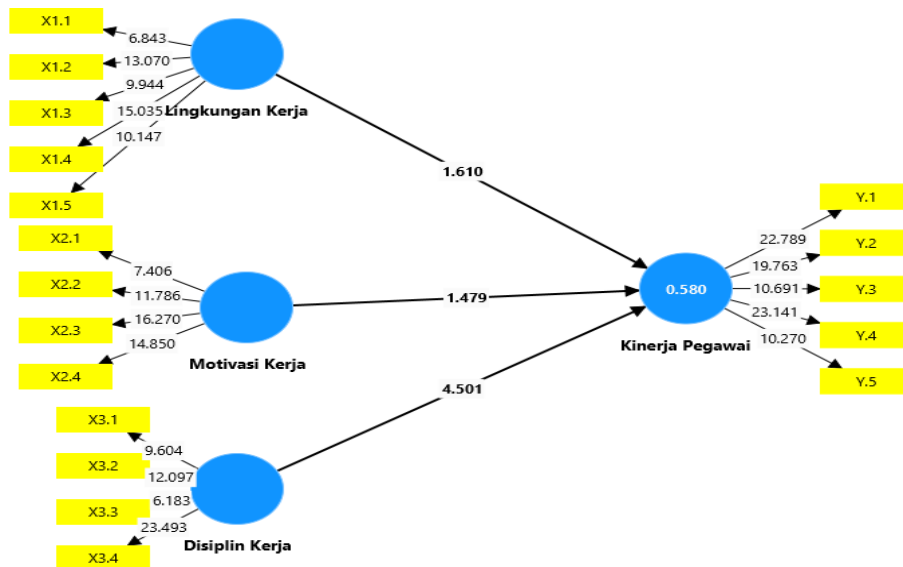 X1.1
6.843
X1.2
13.070
X1.3
9.944
X1.4
15.035
X1.5
10.147
Lingkungan Kerja
1.610
X2.1
7.406
X2.2
11.786
X2.3
16.270
X2.4
14.850
Motivasi Kerja
1.479
X3.1
9.604
X3.2
12.097
X3.3
6.183
X3.4
23.493
Disiplin Kerja
4.501
0.580
Kinerja Pegawai
Y.1
22.789
Y.2
19.763
Y.3
10.691
Y.4
23.141
Y.5
10.270